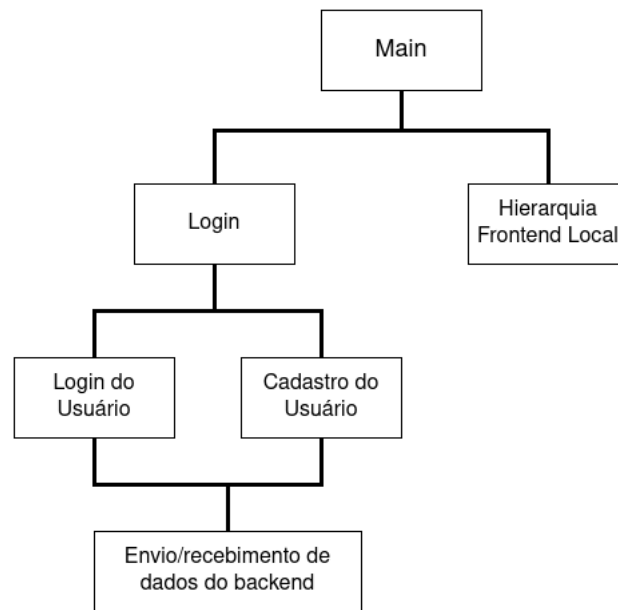 Main
Login
Hierarquia
Frontend Local
Login do
Usuário
Cadastro do
Usuário
Envio/recebimento de
dados do backend